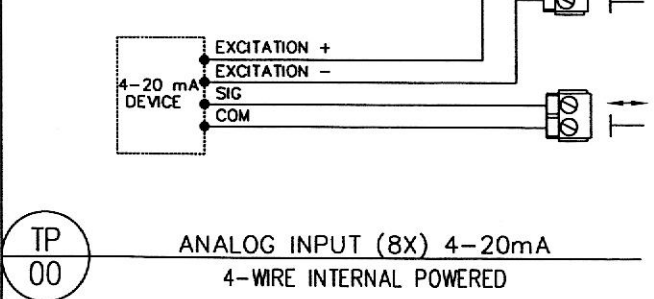 EXCITATION +
EXCITATION -
4-20 mA
DEVICE
SIG
COM
TP
00
ANALOG INPUT (8X) 4-20mA
4-WIRE INTERNAL POWERED